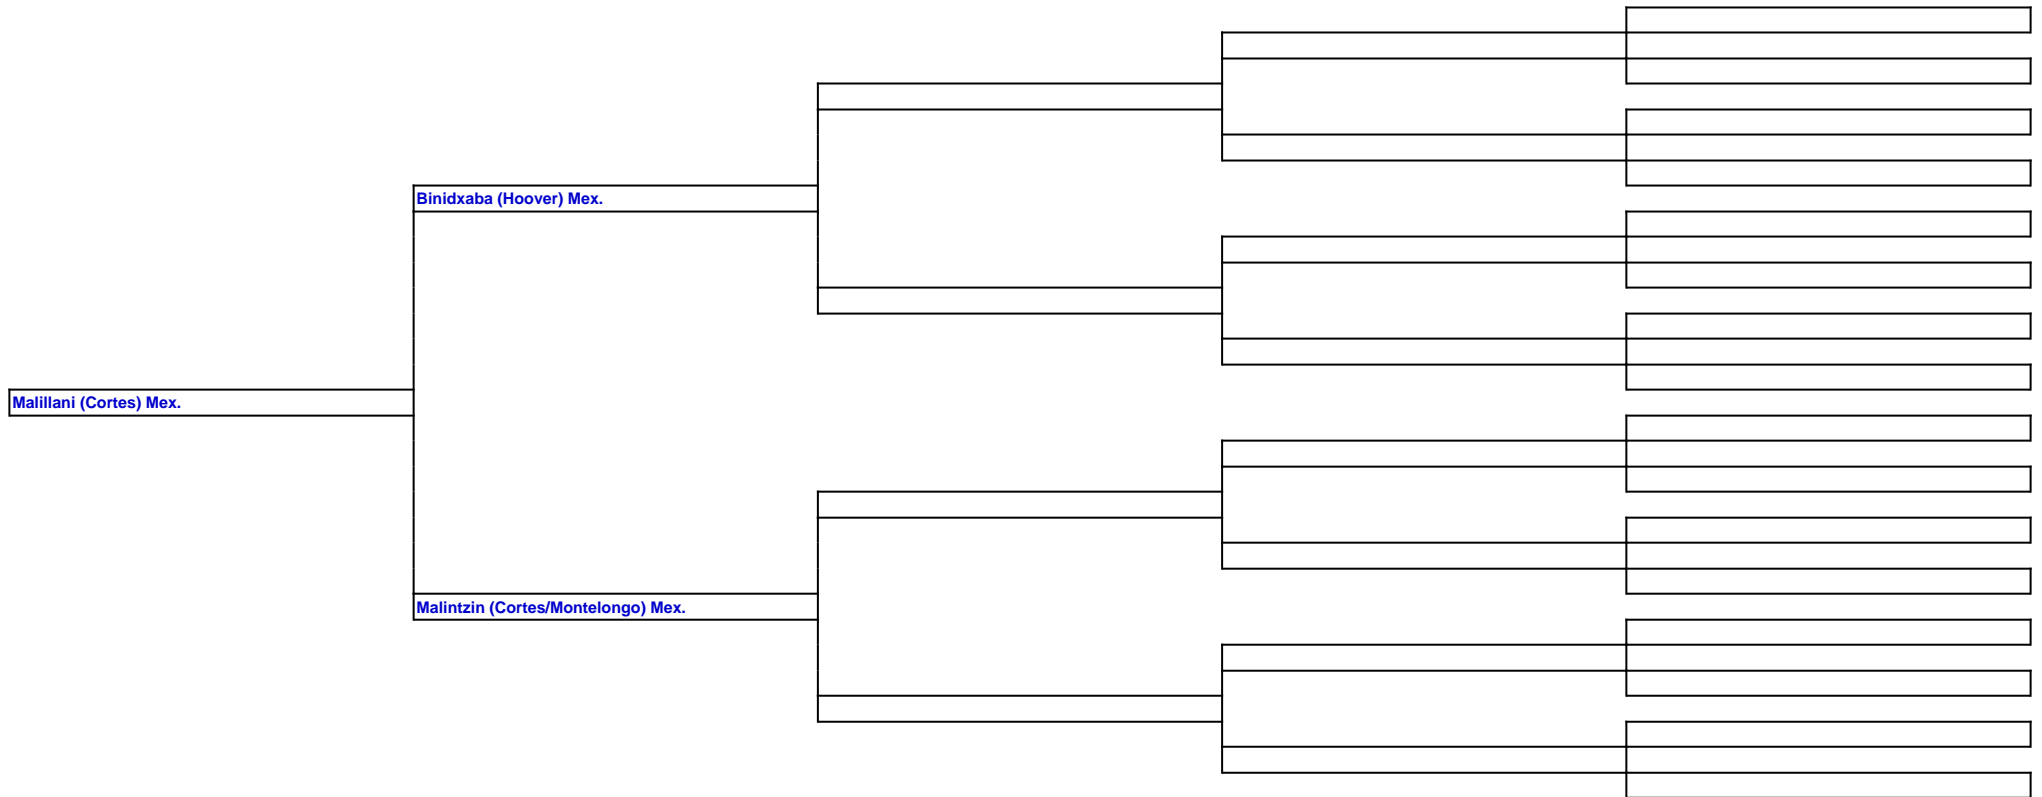 Binidxaba (Hoover) Mex.
Malillani (Cortes) Mex.
Malintzin (Cortes/Montelongo) Mex.